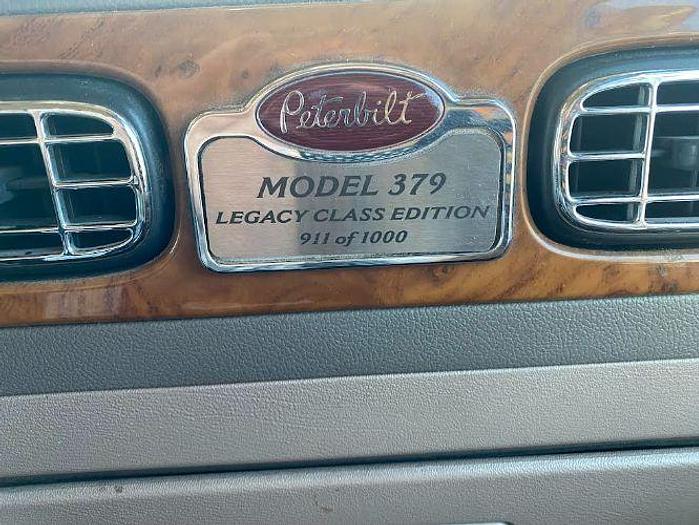 Peterbilt
MODEL 379
LEGACY CLASS EDITION
911 of 1000